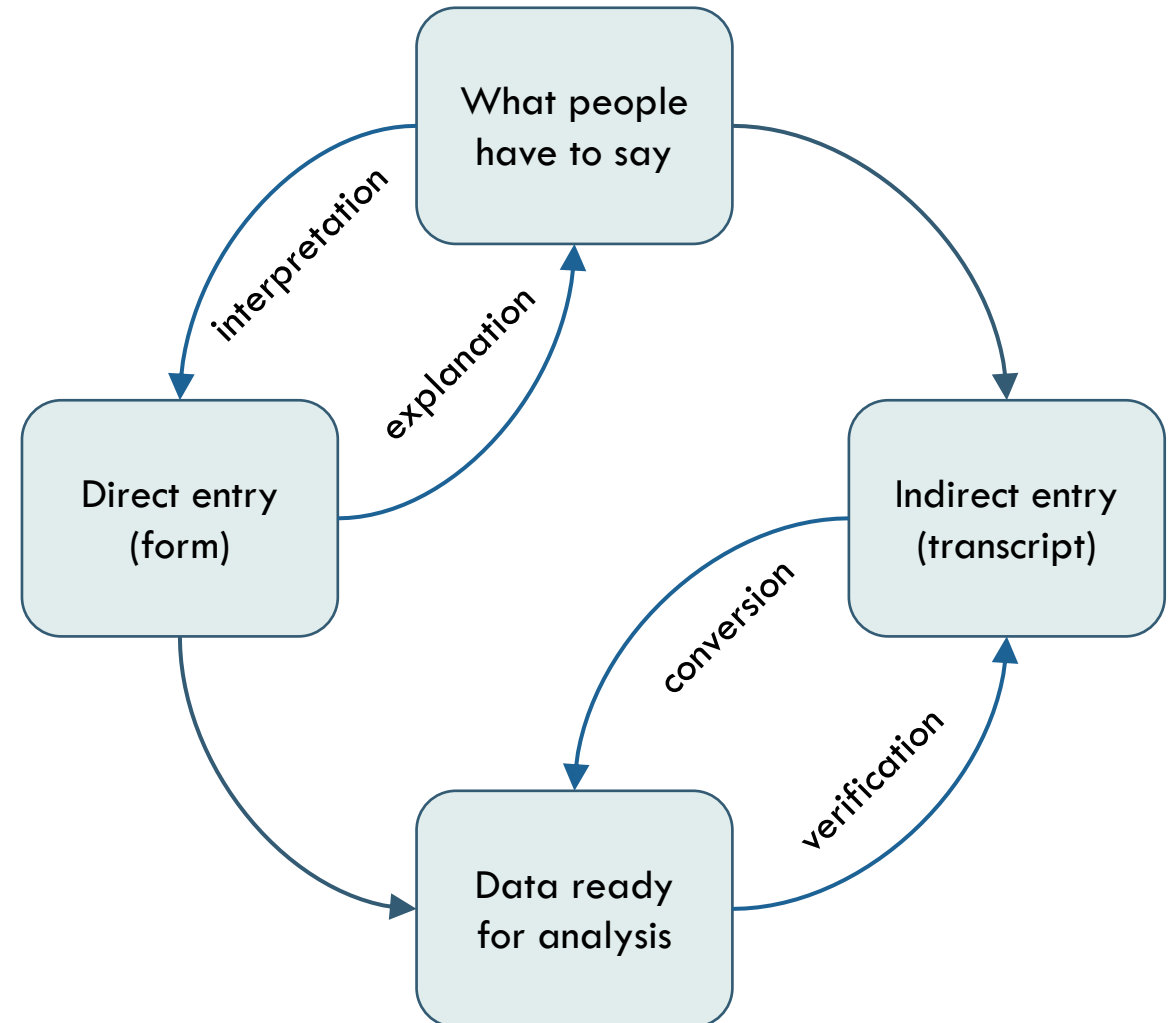 What people
have to say
interpretation
explanation
Direct entry
(form)
Indirect entry
(transcript)
conversion
verification
Data ready
for analysis